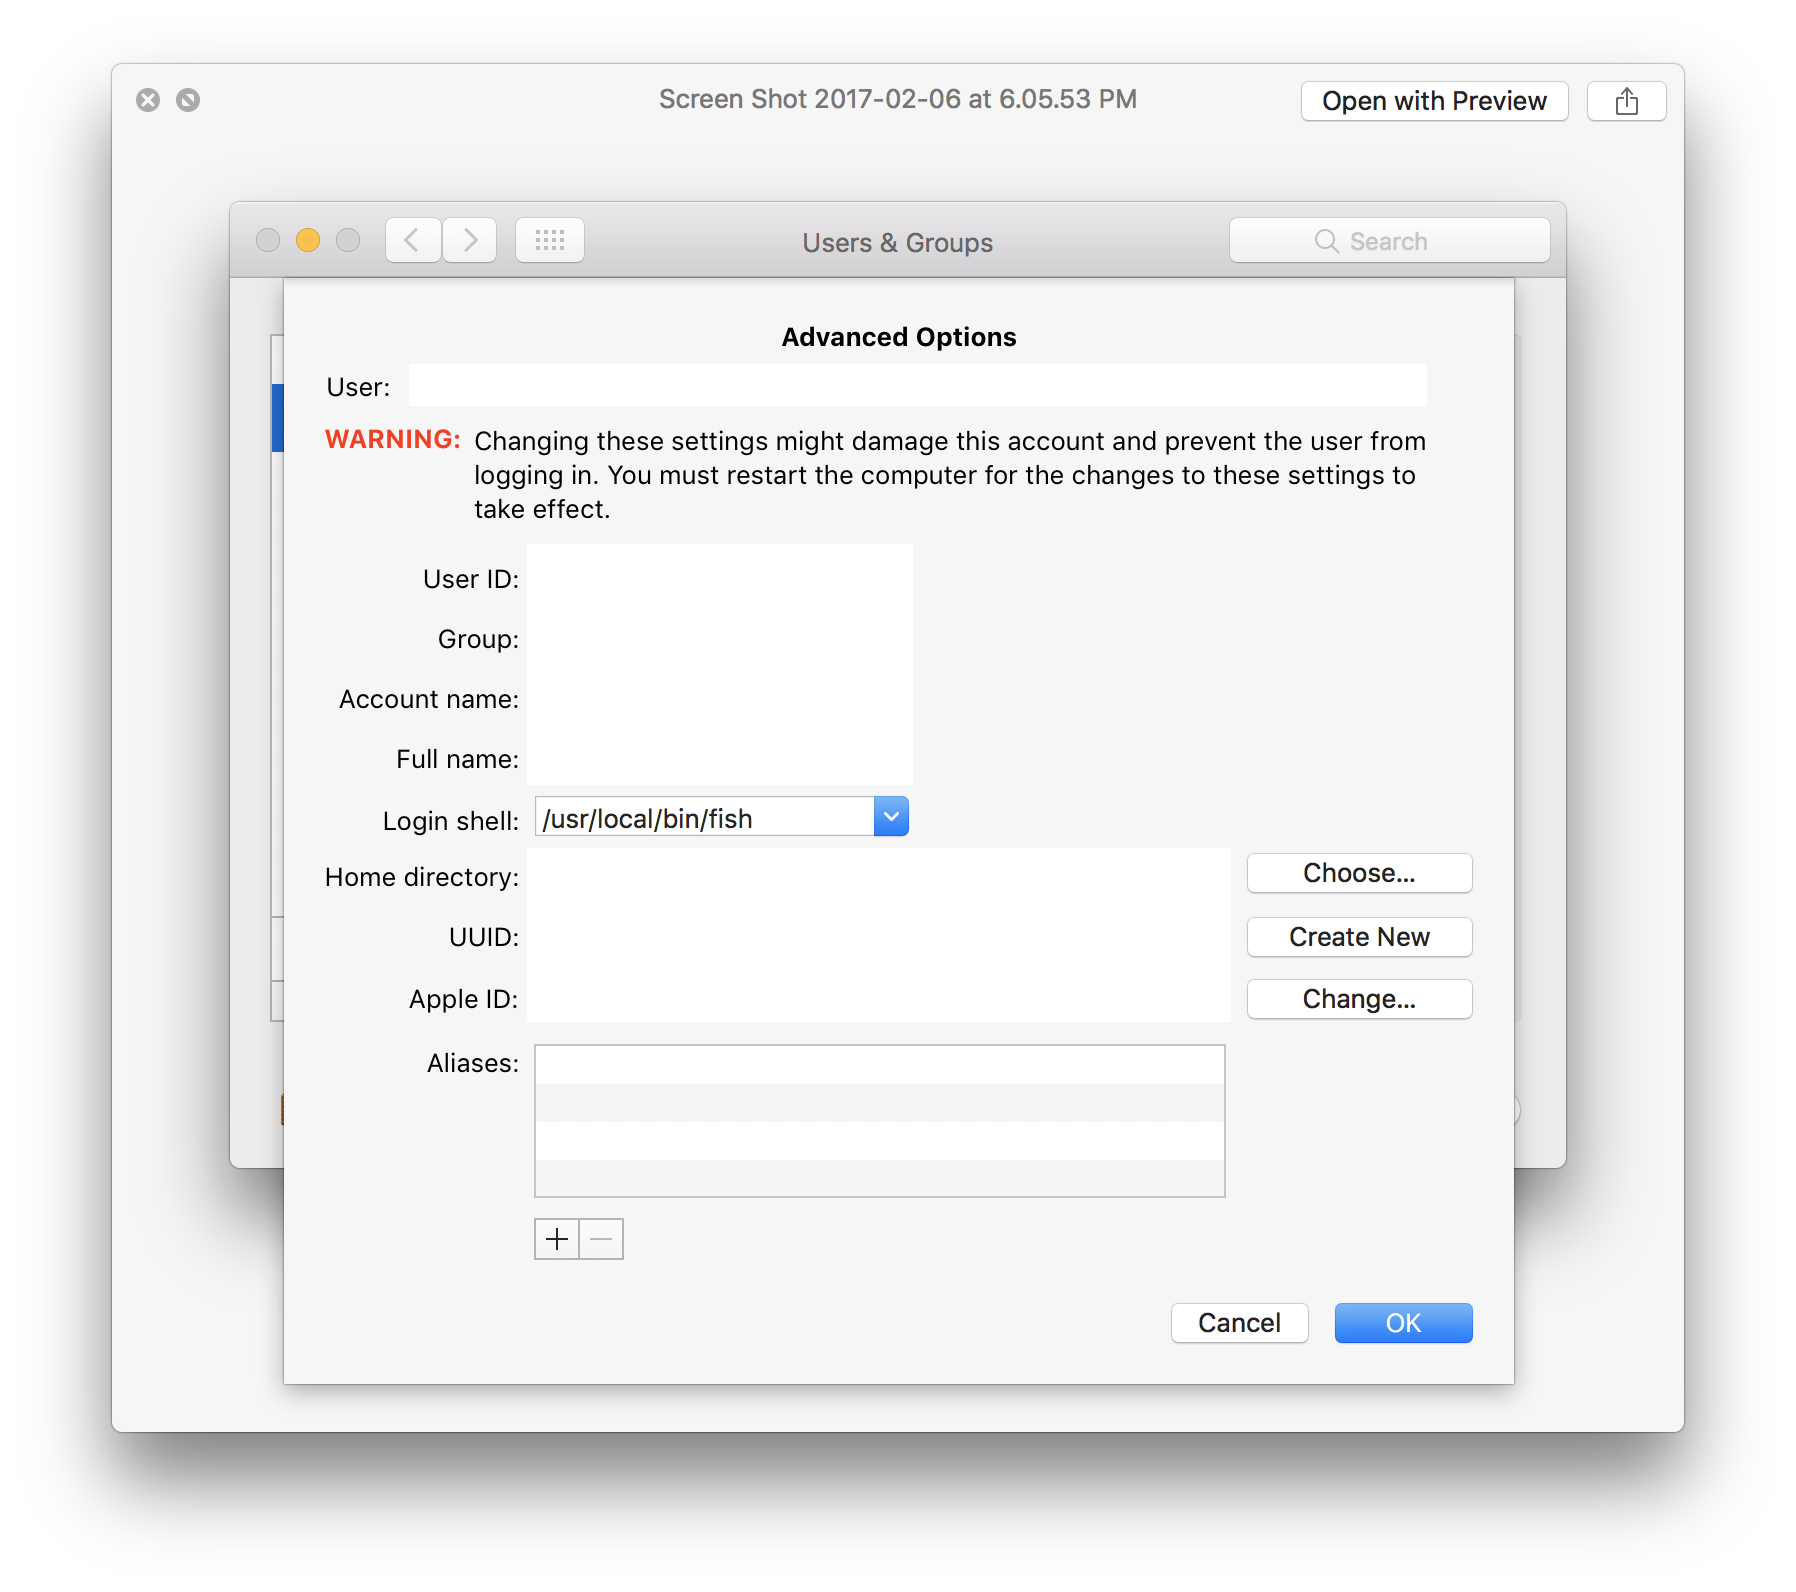 Screen Shot 2017-02-06 at 6.05.53 PM
Open with Preview
Users & Groups
Search
Advanced Options
User:
WARNING: Changing these settings might damage this account and prevent the user from
logging in. You must restart the computer for the changes to these settings to
take effect.
User ID:
Group:
Account name:
Full name:
Login shell: /usr/local/bin/fish
Home directory:
Choose...
UUID:
Create New
Apple ID:
Change...
Aliases:
Cancel
OK